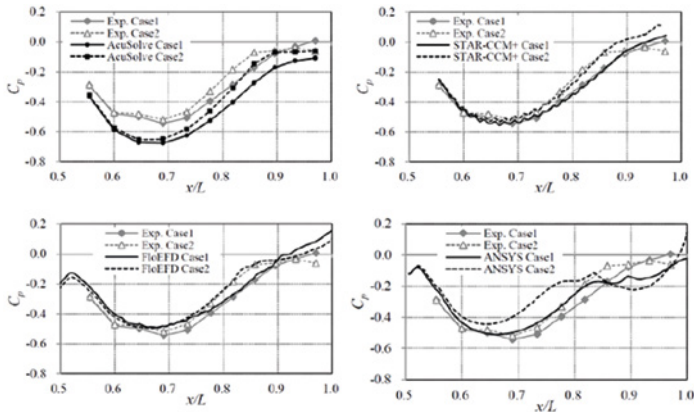 0.2
0.0
-0.2
-0.4
-0.6
-0.8
Cp
Exp. Case1
Exp. Case2
AcuSolve Case1
AcuSolve Case2
0.5 0.6 0.7 0.8 0.9 1.0
x/L
0.2
0.0
-0.2
-0.4
-0.6
-0.8
Cp
Exp. Case1
Exp. Case2
STAR-CCM+ Case1
STAR-CCM+ Case2
0.5 0.6 0.7 0.8 0.9 1.0
x/L
0.2
0.0
-0.2
-0.4
-0.6
-0.8
Cp
Exp. Case1
Exp. Case2
FloEFD Case1
FloEFD Case2
0.5 0.6 0.7 0.8 0.9 1.0
x/L
0.2
0.0
-0.2
-0.4
-0.6
-0.8
Cp
Exp. Case1
Exp. Case2
ANSYS Case1
ANSYS Case2
0.5 0.6 0.7 0.8 0.9 1.0
x/L